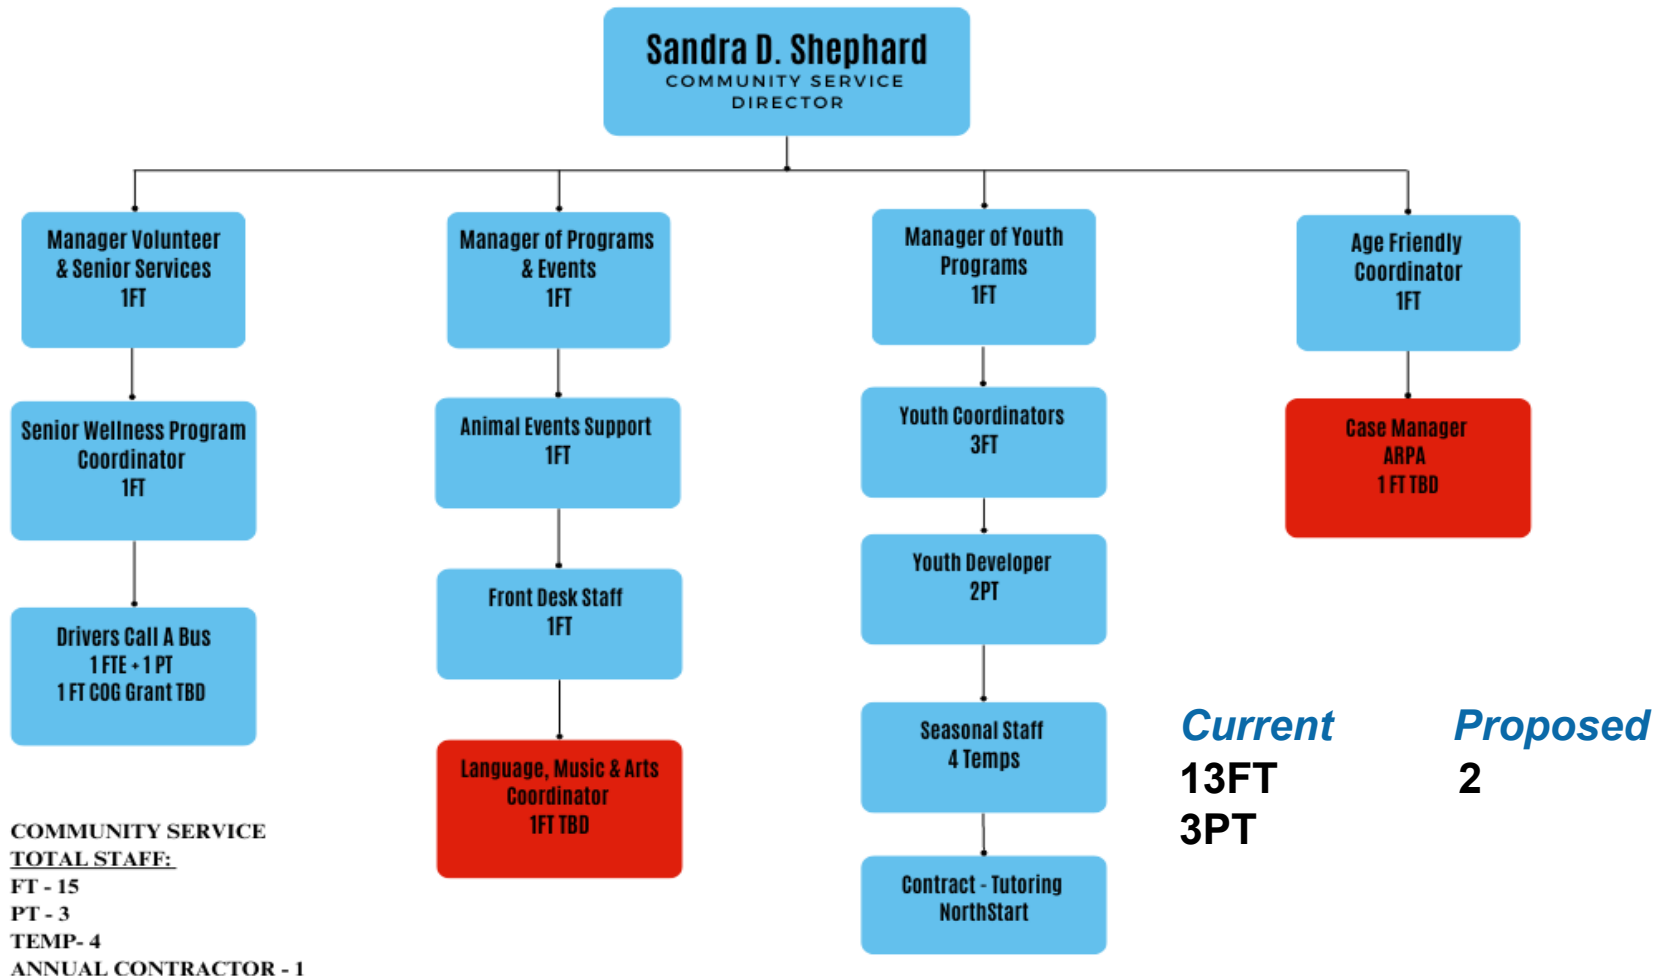 Sandra D. Shephard
COMMUNITY SERVICE
DIRECTOR
Manager Volunteer
& Senior Services
1FT
Senior Wellness Program
Coordinator
1FT
Drivers Call A Bus
1 FTE + 1 PT
1 FT COG Grant TBD
Manager of Programs
& Events
1FT
Animal Events Support
1FT
Front Desk Staff
1FT
Language, Music & Arts
Coordinator
1FT TBD
Manager of Youth
Programs
1FT
Youth Coordinators
3FT
Youth Developer
2PT
Seasonal Staff
4 Temps
Contract - Tutoring
NorthStart
Age Friendly
Coordinator
1FT
Case Manager
ARPA
1 FT TBD
Current Proposed
13FT 2
3PT
COMMUNITY SERVICE
TOTAL STAFF:
FT - 15
PT - 3
TEMP- 4
ANNUAL CONTRACTOR - 1